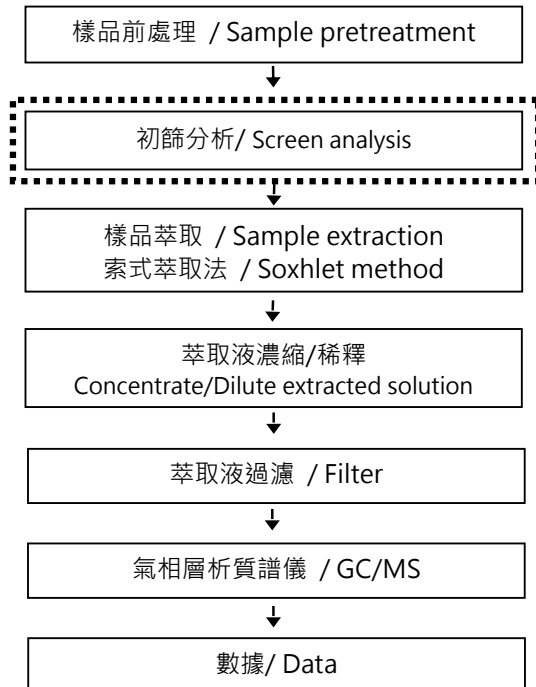 樣品前處理 / Sample pretreatment
初篩分析/ Screen analysis
樣品萃取 / Sample extraction
索式萃取法 / Soxhlet method
萃取液濃縮/稀釋
Concentrate/Dilute extracted solution
萃取液過濾 / Filter
氣相層析質譜儀 / GC/MS
數據/ Data